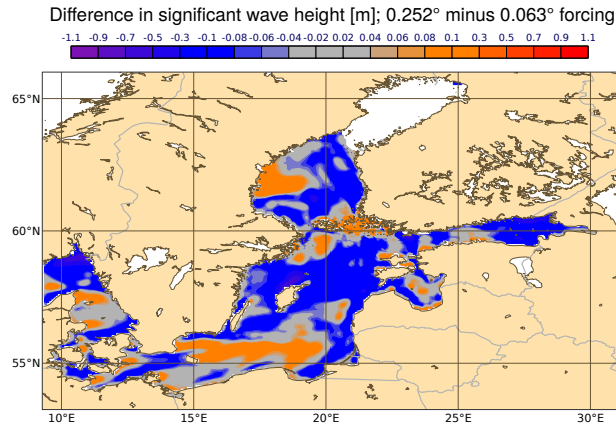 Difference in significant wave height [m]; 0.252° minus 0.063° forcing
-1.1 -0.9 -0.7 -0.5 -0.3 -0.1 -0.08 -0.06 -0.04 -0.02 0.02 0.04 0.06 0.08 0.1 0.3 0.5 0.7 0.9 1.1
65°N
60°N
55°N
10°E 15°E 20°E 25°E 30°E